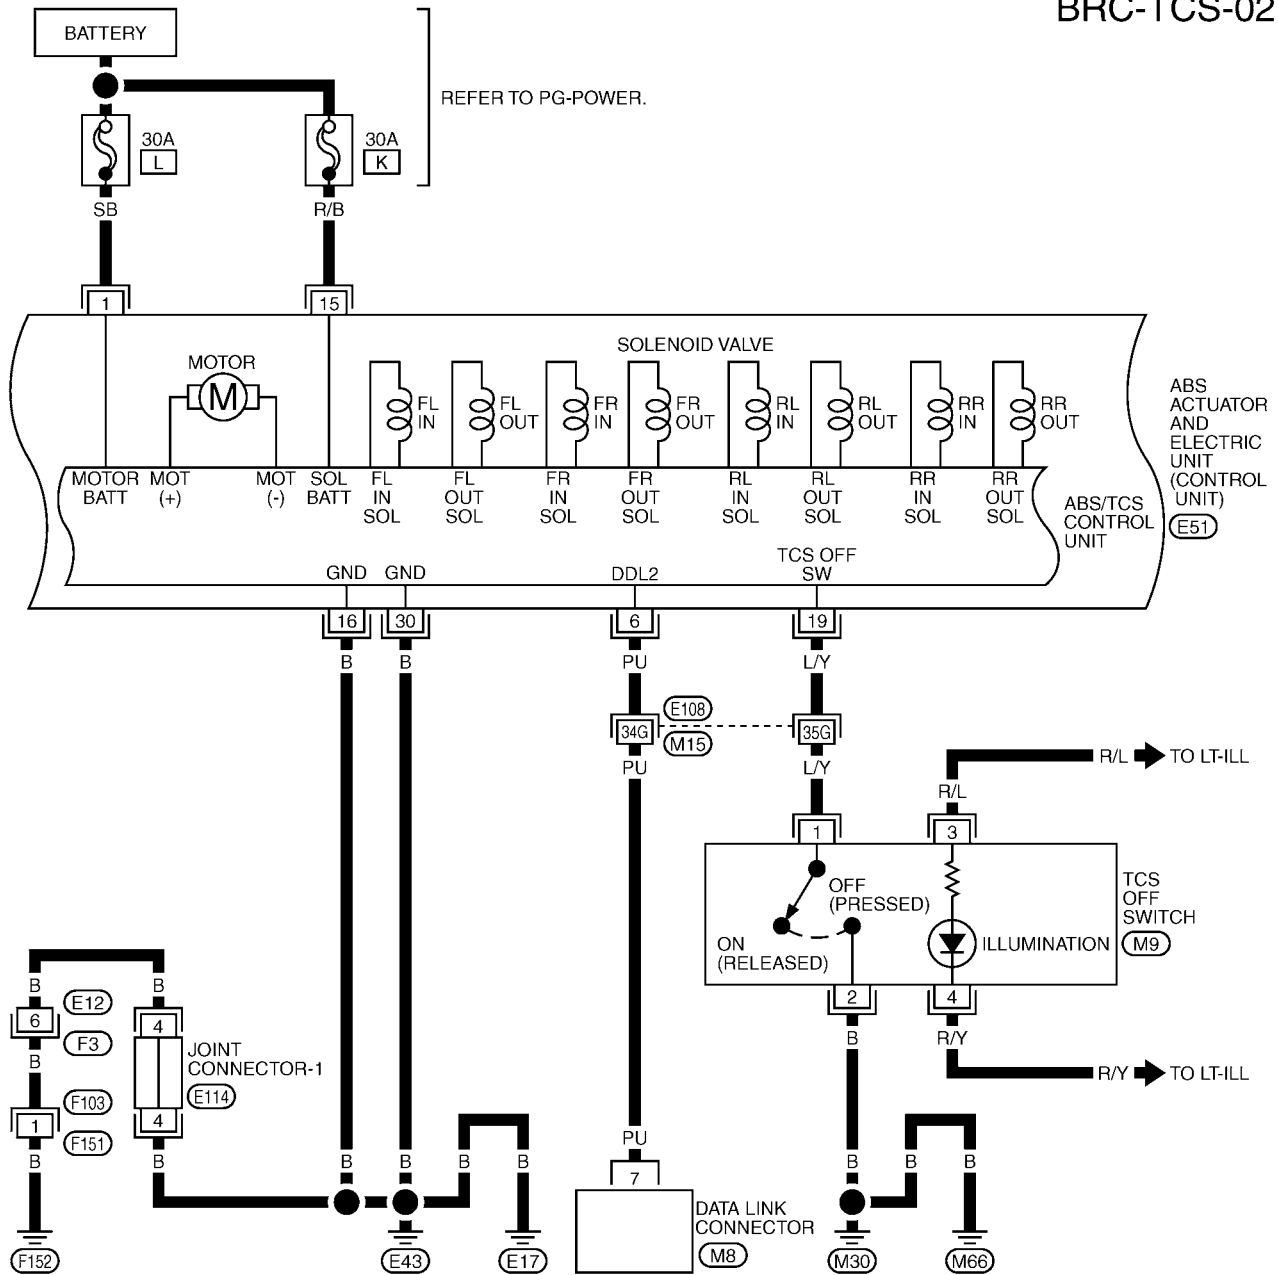 BRC-TCS-02
BATTERY
REFER TO PG-POWER.
30A
L
30A
K
SB
R/B
1
15
SOLENOID VALVE
MOTOR
M
FL
IN
FL
OUT
FR
IN
FR
OUT
RL
IN
RL
OUT
RR
IN
RR
OUT
ABS
ACTUATOR
AND
ELECTRIC
UNIT
(CONTROL
UNIT)
E51
MOTOR
BATT
MOT
(+)
MOT
(-)
SOL
BATT
FL
IN
SOL
FL
OUT
SOL
FR
IN
SOL
FR
OUT
SOL
RL
IN
SOL
RL
OUT
SOL
RR
IN
SOL
RR
OUT
SOL
ABS/TCS
CONTROL
UNIT
GND
GND
DDL2
TCS OFF
SW
16
30
6
19
B
B
PU
L/Y
E108
34G
35G
M15
PU
L/Y
R/L
TO LT-ILL
R/L
1
3
OFF
(PRESSED)
ON
(RELEASED)
ILLUMINATION
TCS
OFF
SWITCH
M9
2
4
B
R/Y
R/Y
TO LT-ILL
B
B
E12
6
4
F3
B
JOINT
CONNECTOR-1
E114
F103
1
4
F151
B
B
B
B
B
B
PU
B
B
B
7
DATA LINK
CONNECTOR
M8
F152
E43
E17
M30
M66